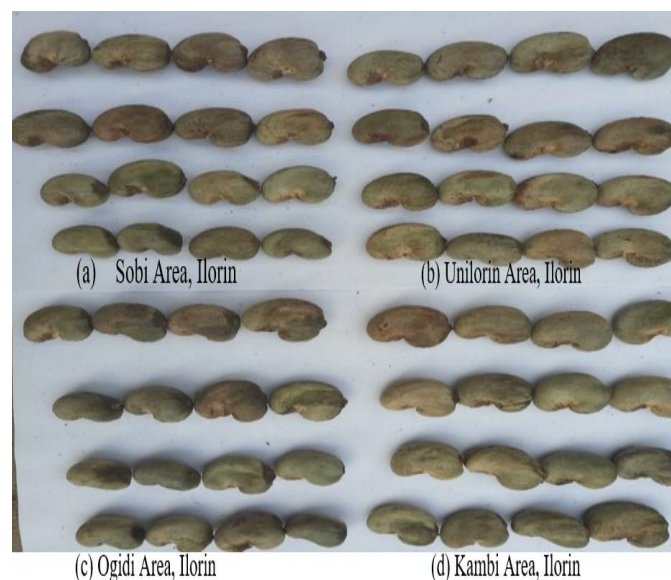 (a) Sobi Area, Ilorin
(b) Unilorin Area, Ilorin
(c) Ogidi Area, Ilorin
(d) Kambi Area, Ilorin